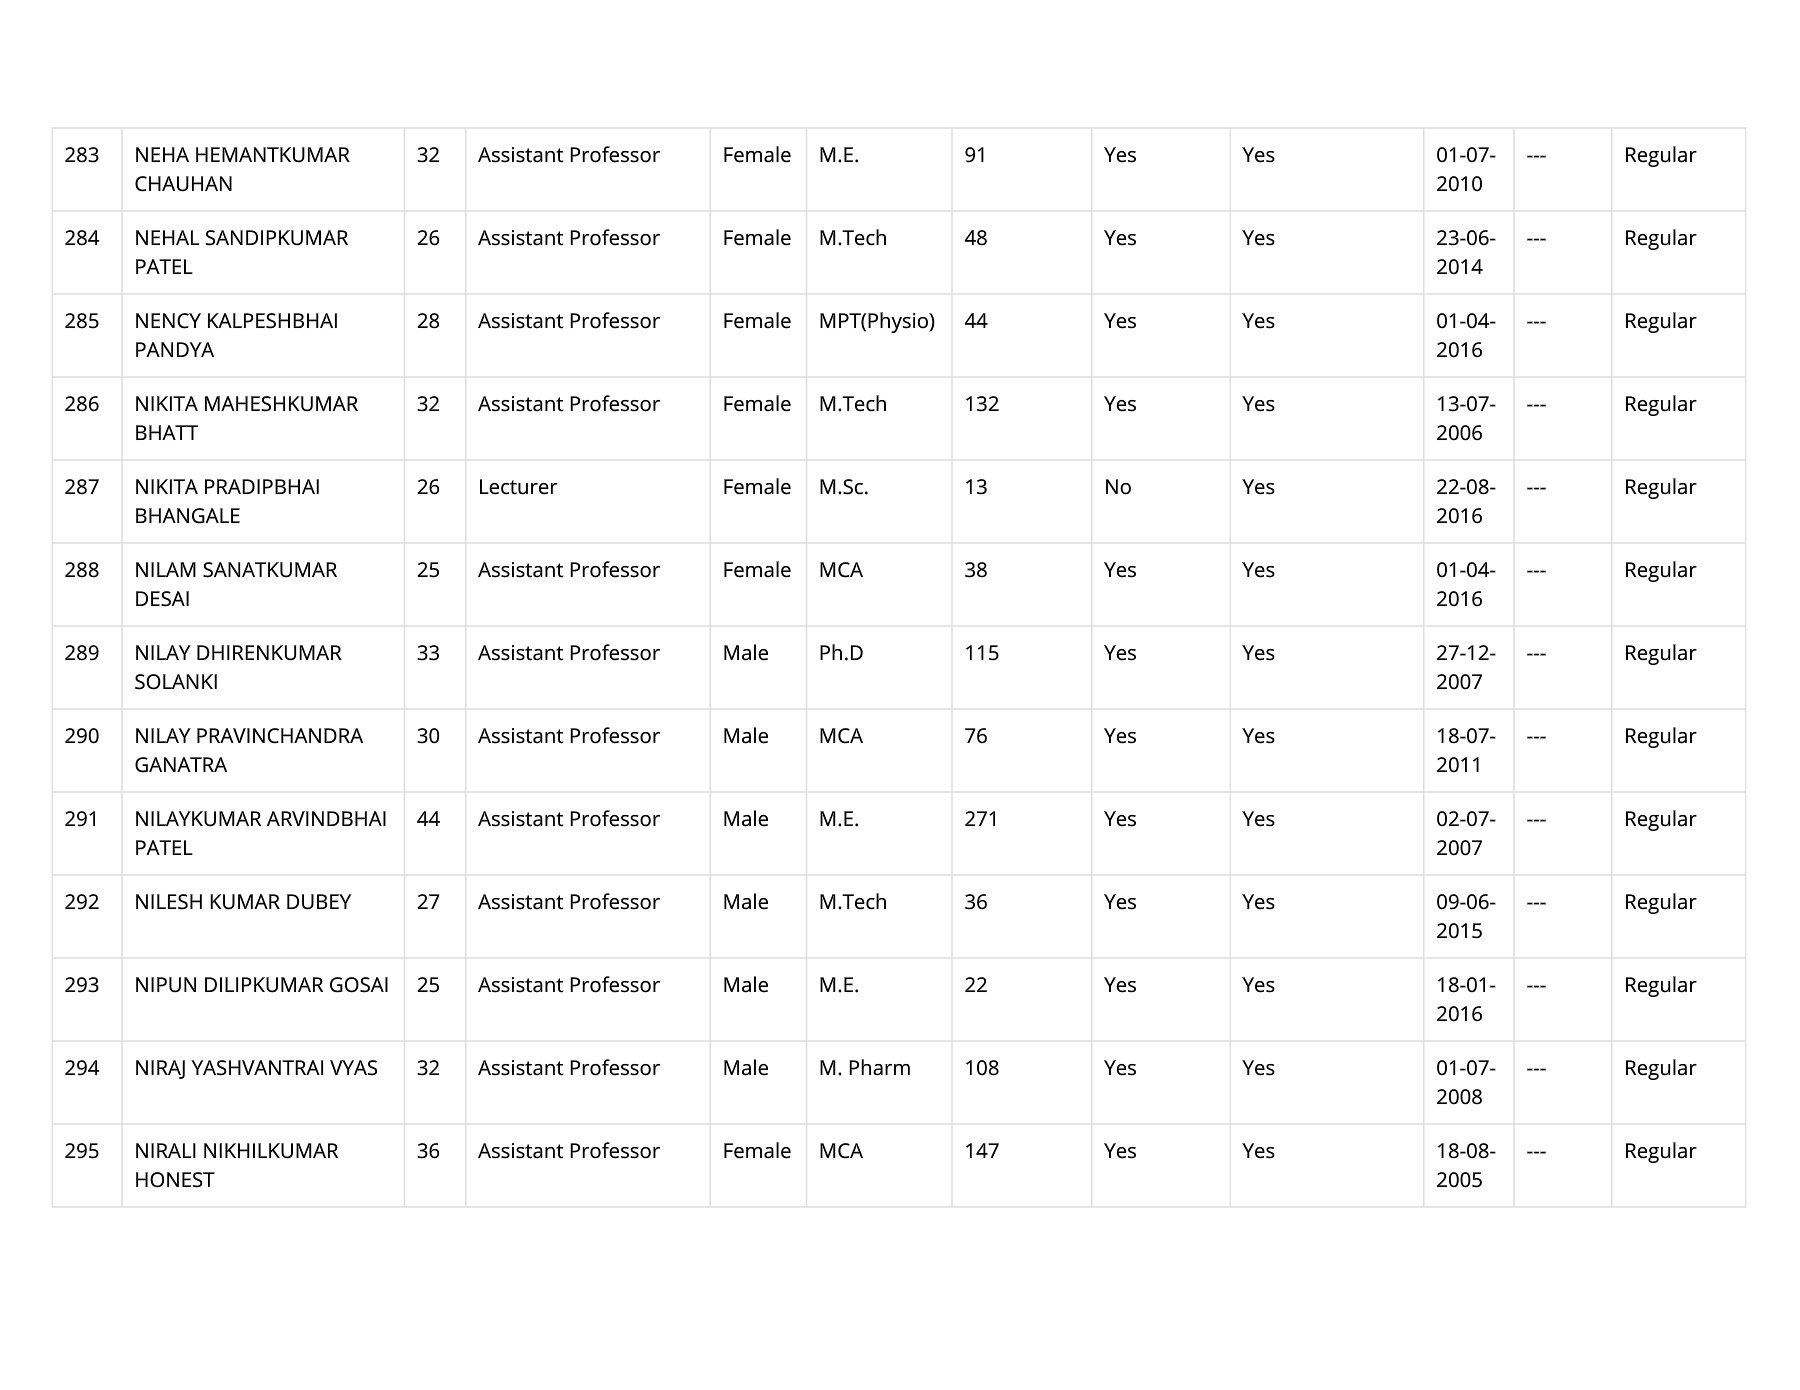 283 NEHA HEMANTKUMAR 32 Assistant Professor Female M.E. 91 Yes Yes 01-07- --- Regular
CHAUHAN 2010
284 NEHAL SANDIPKUMAR 26 Assistant Professor Female M.Tech 48 Yes Yes 23-06- --- Regular
PATEL 2014
285 NENCY KALPESHBHAI 28 Assistant Professor Female MPT(Physio) 44 Yes Yes 01-04- --- Regular
PANDYA 2016
286 NIKITA MAHESHKUMAR 32 Assistant Professor Female M.Tech 132 Yes Yes 13-07- --- Regular
BHATT 2006
287 NIKITA PRADIPBHAI 26 Lecturer Female M.Sc. 13 No Yes 22-08- --- Regular
BHANGALE 2016
288 NILAM SANATKUMAR 25 Assistant Professor Female MCA 38 Yes Yes 01-04- --- Regular
DESAI 2016
289 NILAY DHIRENKUMAR 33 Assistant Professor Male Ph.D 115 Yes Yes 27-12- --- Regular
SOLANKI 2007
290 NILAY PRAVINCHANDRA 30 Assistant Professor Male MCA 76 Yes Yes 18-07- --- Regular
GANATRA 2011
291 NILAYKUMAR ARVINDBHAI 44 Assistant Professor Male M.E. 271 Yes Yes 02-07- --- Regular
PATEL 2007
292 NILESH KUMAR DUBEY 27 Assistant Professor Male M.Tech 36 Yes Yes 09-06- --- Regular
2015
293 NIPUN DILIPKUMAR GOSAI 25 Assistant Professor Male M.E. 22 Yes Yes 18-01- --- Regular
2016
294 NIRAJ YASHVANTRAI VYAS 32 Assistant Professor Male M. Pharm 108 Yes Yes 01-07- --- Regular
2008
295 NIRALI NIKHILKUMAR 36 Assistant Professor Female MCA 147 Yes Yes 18-08- --- Regular
HONEST 2005